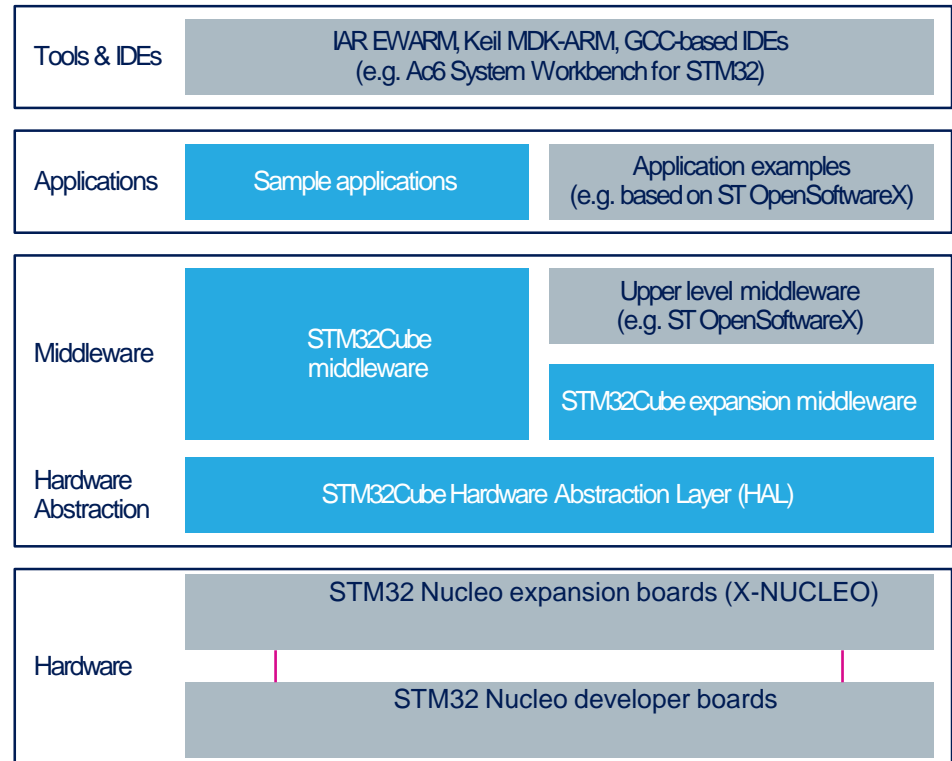 Tools & IDEs
IAR EWARM, Keil MDK-ARM, GCC-based IDEs
(e.g. Ac6 System Workbench for STM32)
Applications
Sample applications
Application examples
(e.g. based on ST OpenSoftwareX)
Middleware
STM32Cube
middleware
Upper level middleware
(e.g. ST OpenSoftwareX)
STM32Cube expansion middleware
Hardware
Abstraction
STM32Cube Hardware Abstraction Layer (HAL)
Hardware
STM32 Nucleo expansion boards (X-NUCLEO)
STM32 Nucleo developer boards